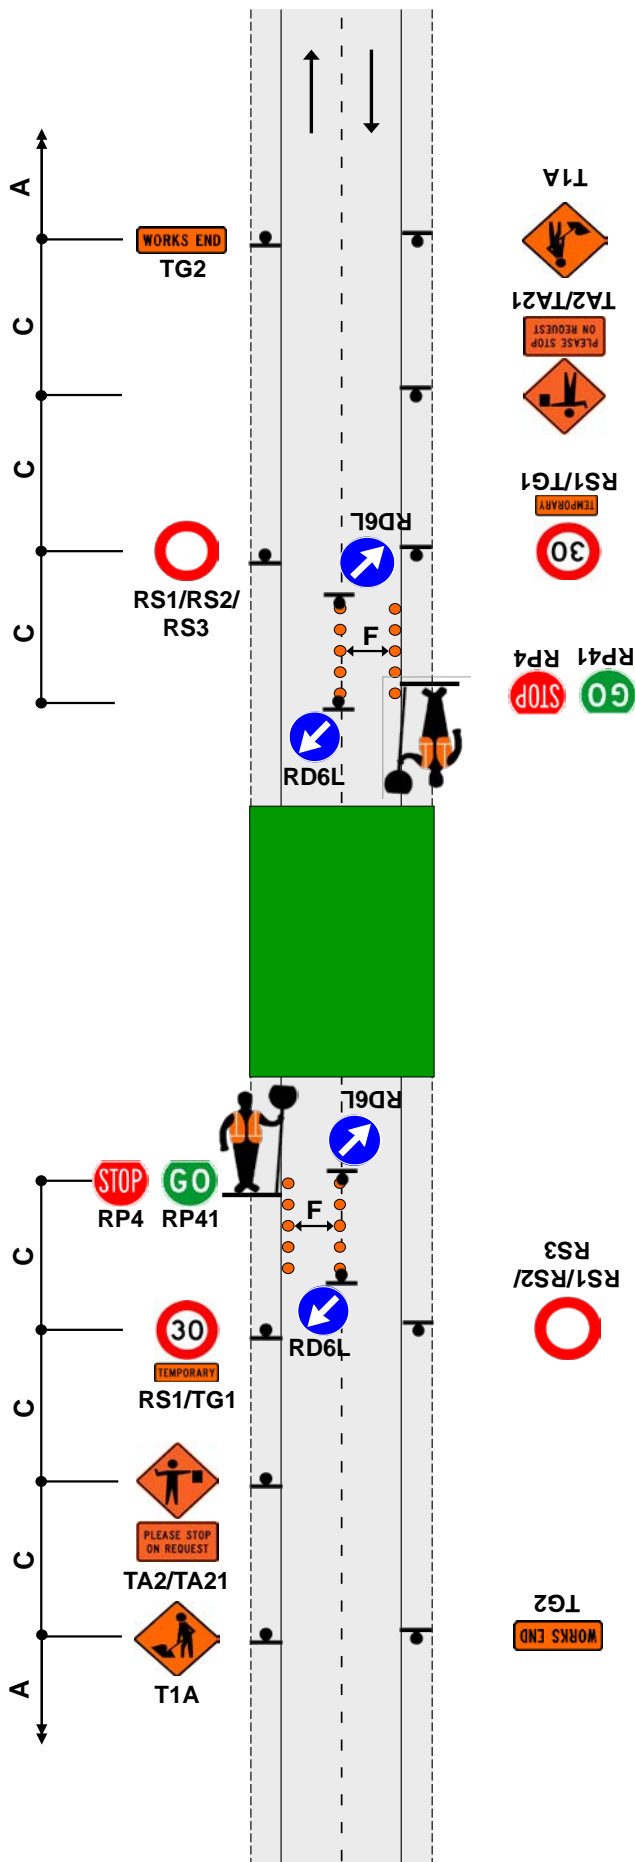 A
T1A
WORKS END
TG2
TA2/TA21
PLEASE STOP
ON REQUEST
C
C
RS1/TG1
TEMPORARY
30
RD6L
RS1/RS2/
RS3
F
C
RP4 RP41
STOP GO
RD6L
RD6L
STOP GO
RP4 RP41
F
C
RS1/RS2/
RS3
30
TEMPORARY
RS1/TG1
RD6L
C
PLEASE STOP
ON REQUEST
TA2/TA21
C
TG2
WORKS END
T1A
A